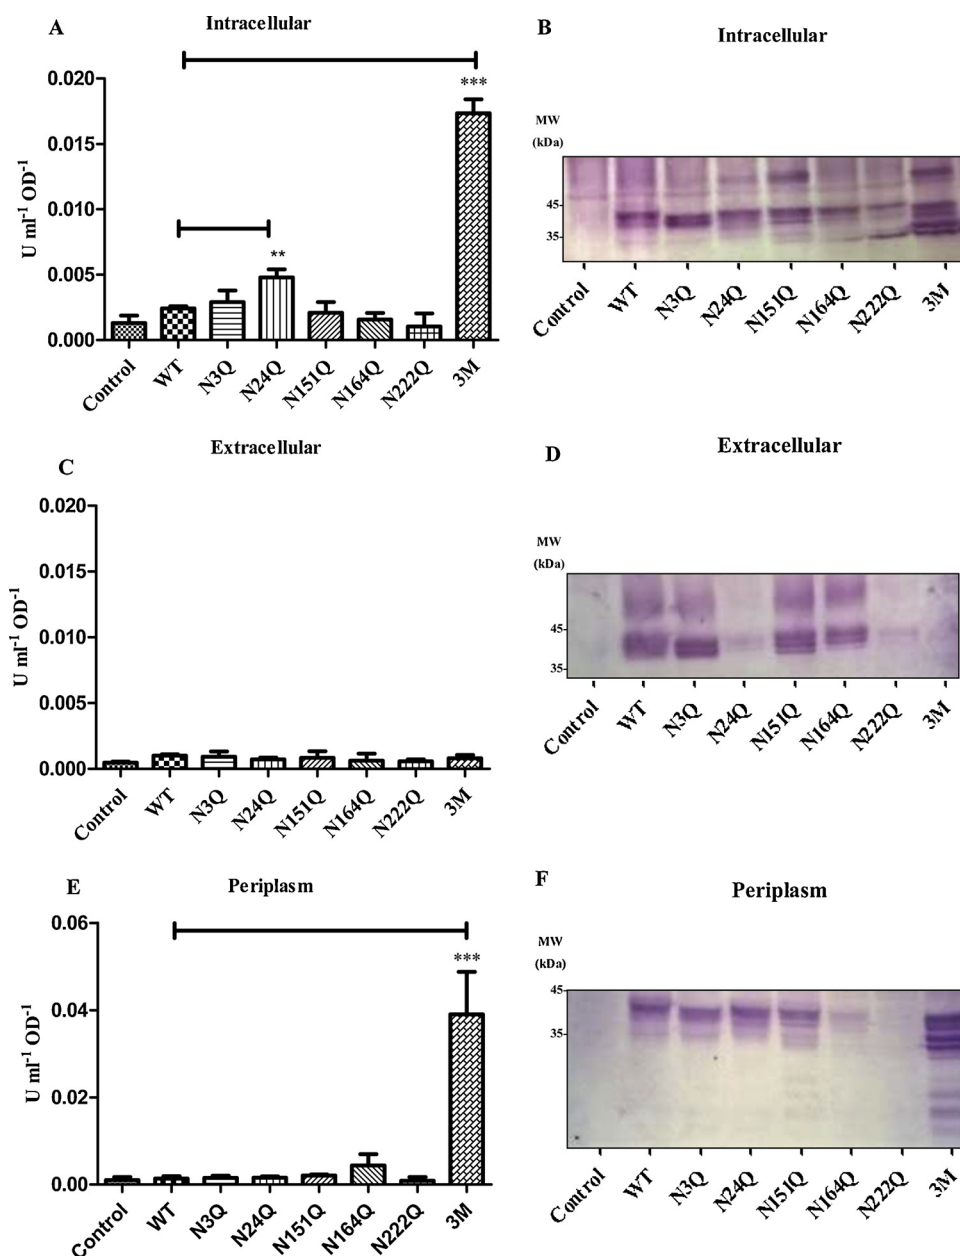 A
Intracellular
***
0.020
0.015
0.010
0.005
0.000
U ml⁻¹ OD⁻¹
**
Control
WT
N3Q
N24Q
N151Q
N164Q
N222Q
3M
B
Intracellular
MW
(kDa)
45
35
Control
WT
N3Q
N24Q
N151Q
N164Q
N222Q
3M
C
Extracellular
0.020
0.015
0.010
0.005
0.000
U ml⁻¹ OD⁻¹
Control
WT
N3Q
N24Q
N151Q
N164Q
N222Q
3M
D
Extracellular
MW
(kDa)
45
35
Control
WT
N3Q
N24Q
N151Q
N164Q
N222Q
3M
E
Periplasm
***
0.06
0.04
0.02
0.00
U ml⁻¹ OD⁻¹
Control
WT
N3Q
N24Q
N151Q
N164Q
N222Q
3M
F
Periplasm
MW
(kDa)
45
35
Control
WT
N3Q
N24Q
N151Q
N164Q
N222Q
3M